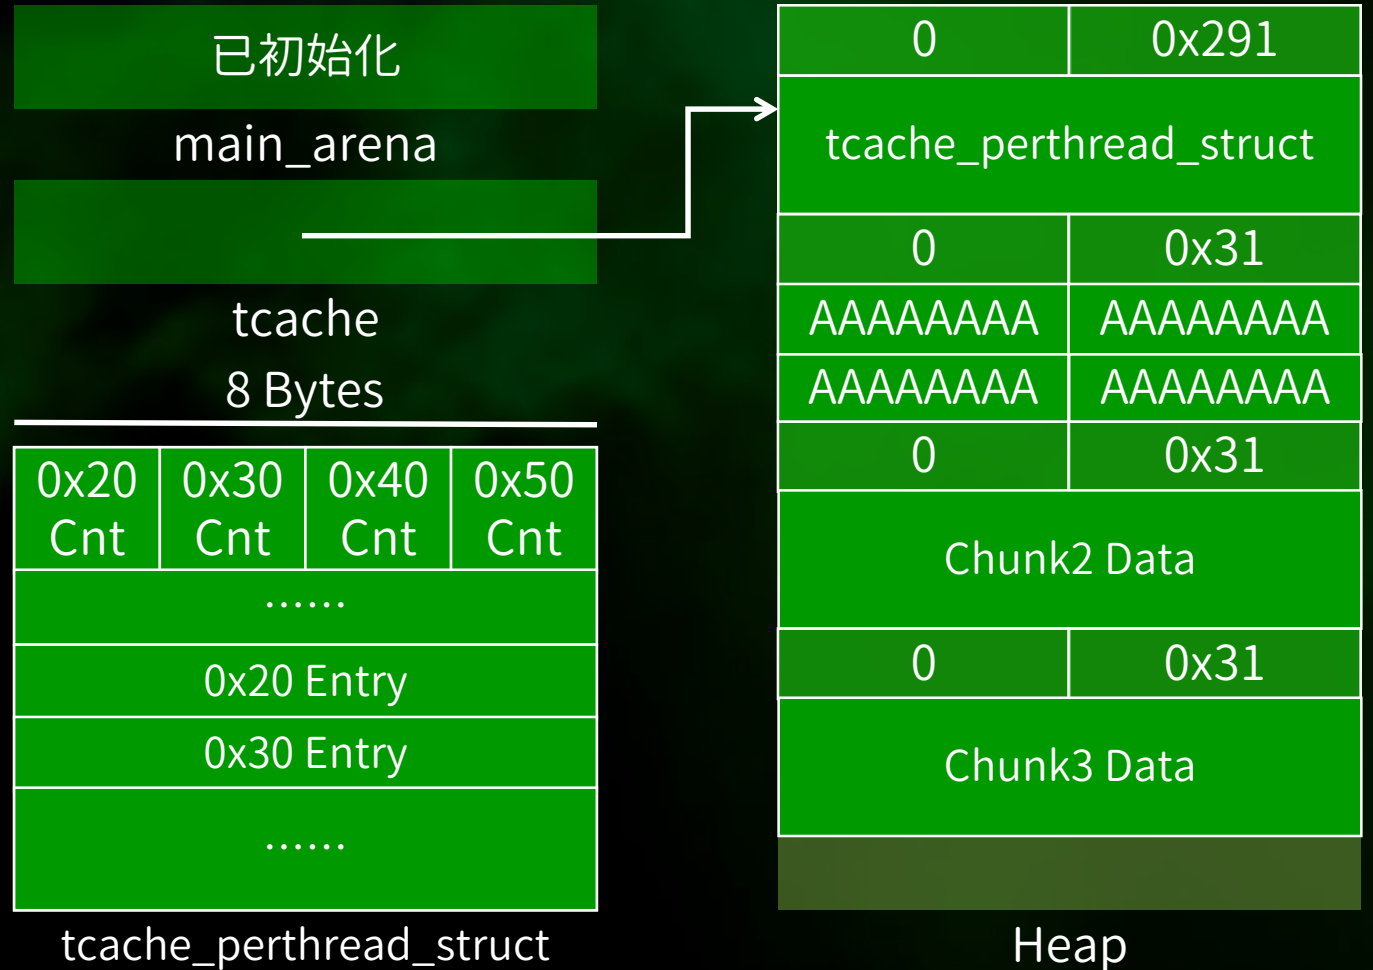 已初始化
main_arena
tcache
8 Bytes
0x20 Cnt
0x30 Cnt
0x40 Cnt
0x50 Cnt
······
0x20 Entry
0x30 Entry
······
tcache_perthread_struct
0 0x291
tcache_perthread_struct
0 0x31
AAAAAAAA AAAAAAAA
AAAAAAAA AAAAAAAA
0 0x31
Chunk2 Data
0 0x31
Chunk3 Data
Heap